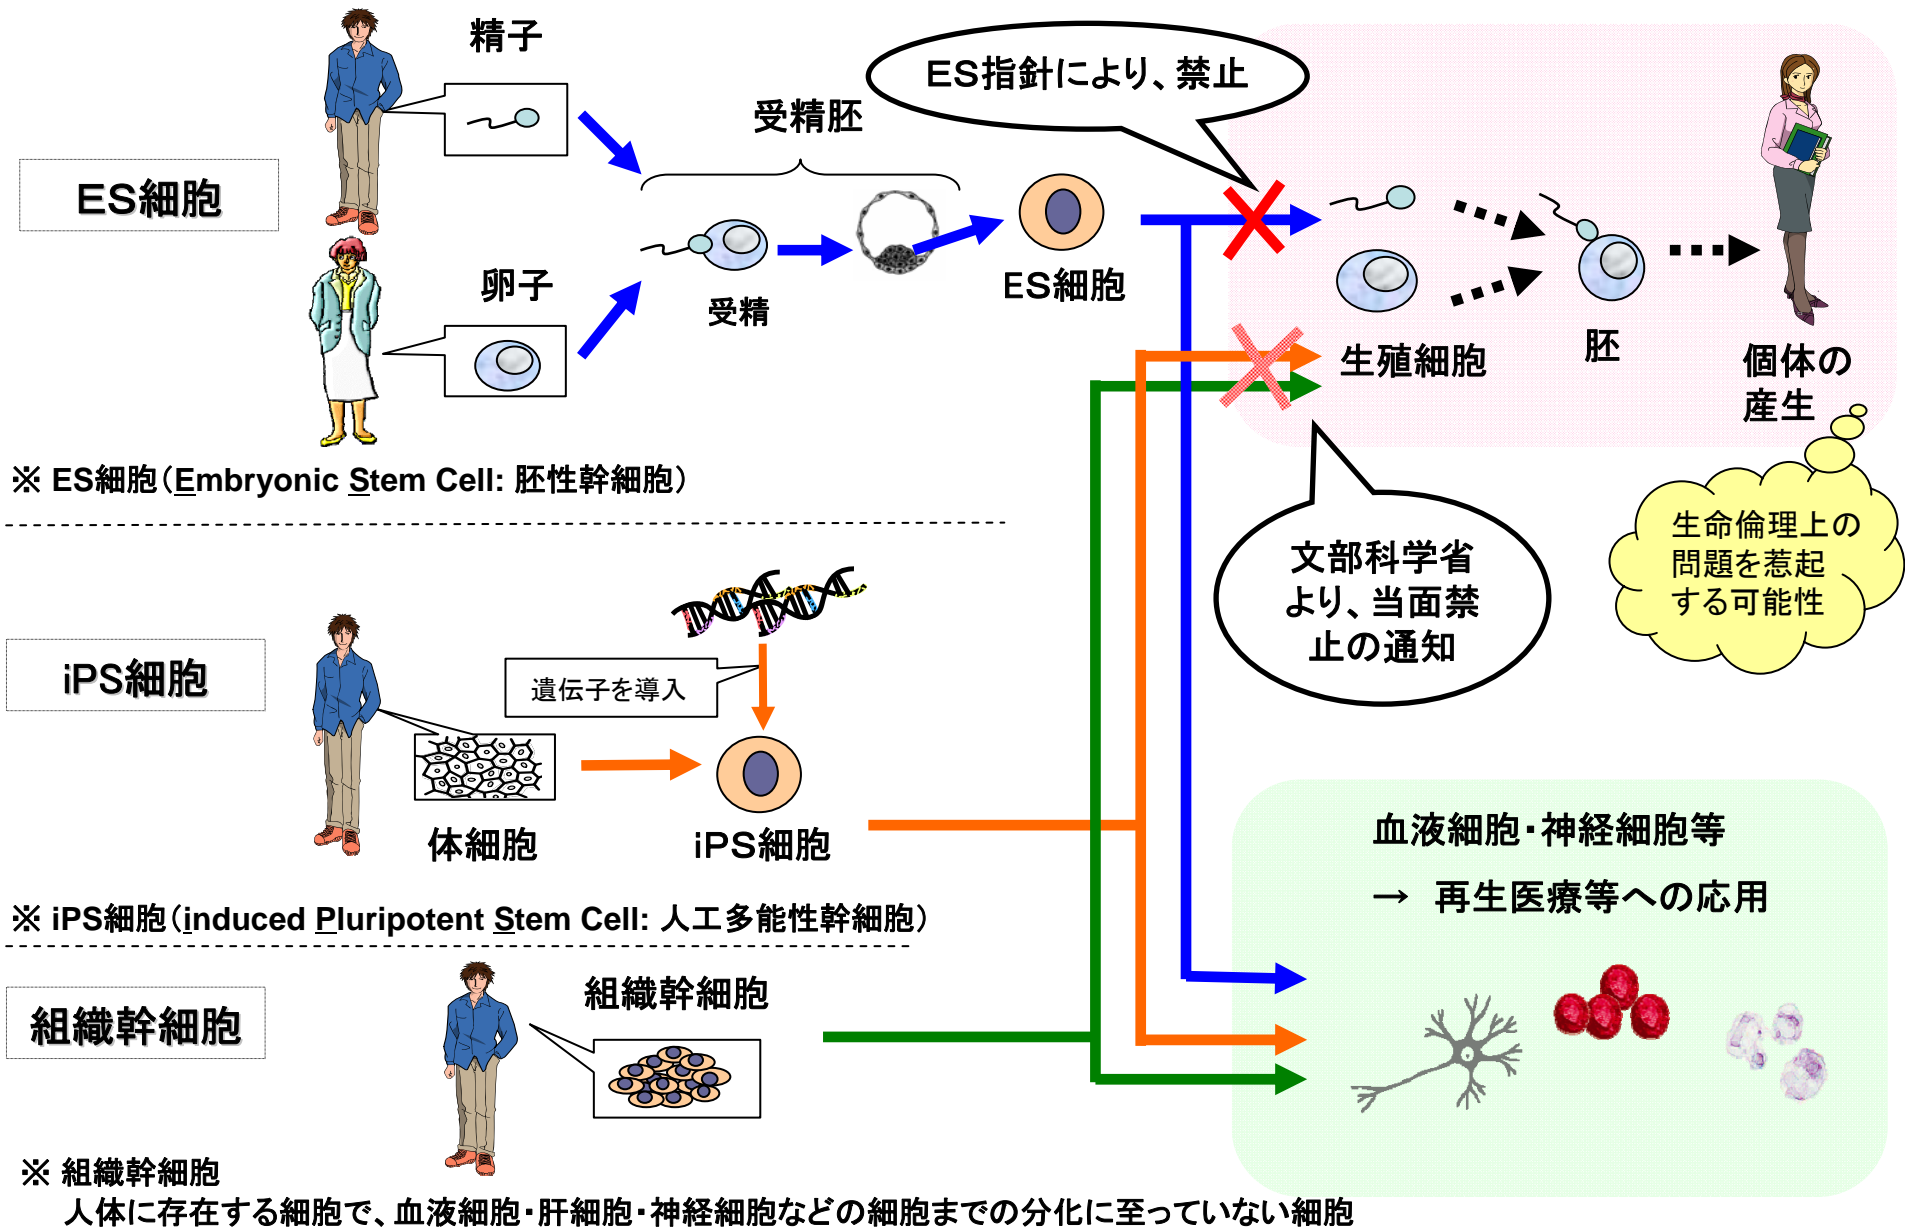 精子
ES指針により、禁止
受精胚
ES細胞
卵子
受精
ES細胞
生殖細胞
胚
個体の
産生
※ ES細胞(Embryonic Stem Cell: 胚性幹細胞)
生命倫理上の
問題を惹起
する可能性
文部科学省
より、当面禁
止の通知
iPS細胞
遺伝子を導入
体細胞
iPS細胞
血液細胞・神経細胞等
→ 再生医療等への応用
※ iPS細胞(induced Pluripotent Stem Cell: 人工多能性幹細胞)
組織幹細胞
組織幹細胞
※ 組織幹細胞
人体に存在する細胞で、血液細胞・肝細胞・神経細胞などの細胞までの分化に至っていない細胞